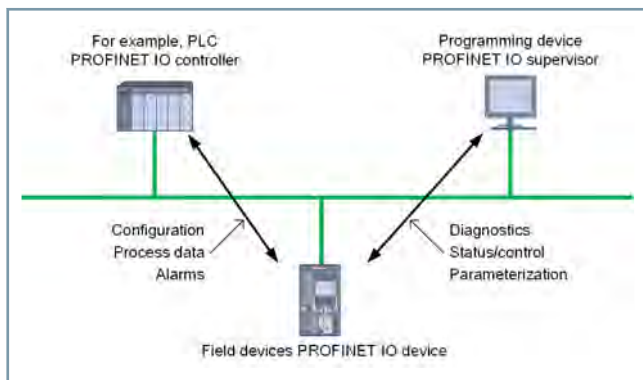 For example, PLC
PROFINET IO controller
Programming device
PROFINET IO supervisor
Configuration
Process data
Alarms
Diagnostics
Status/control
Parameterization
Field devices PROFINET IO device